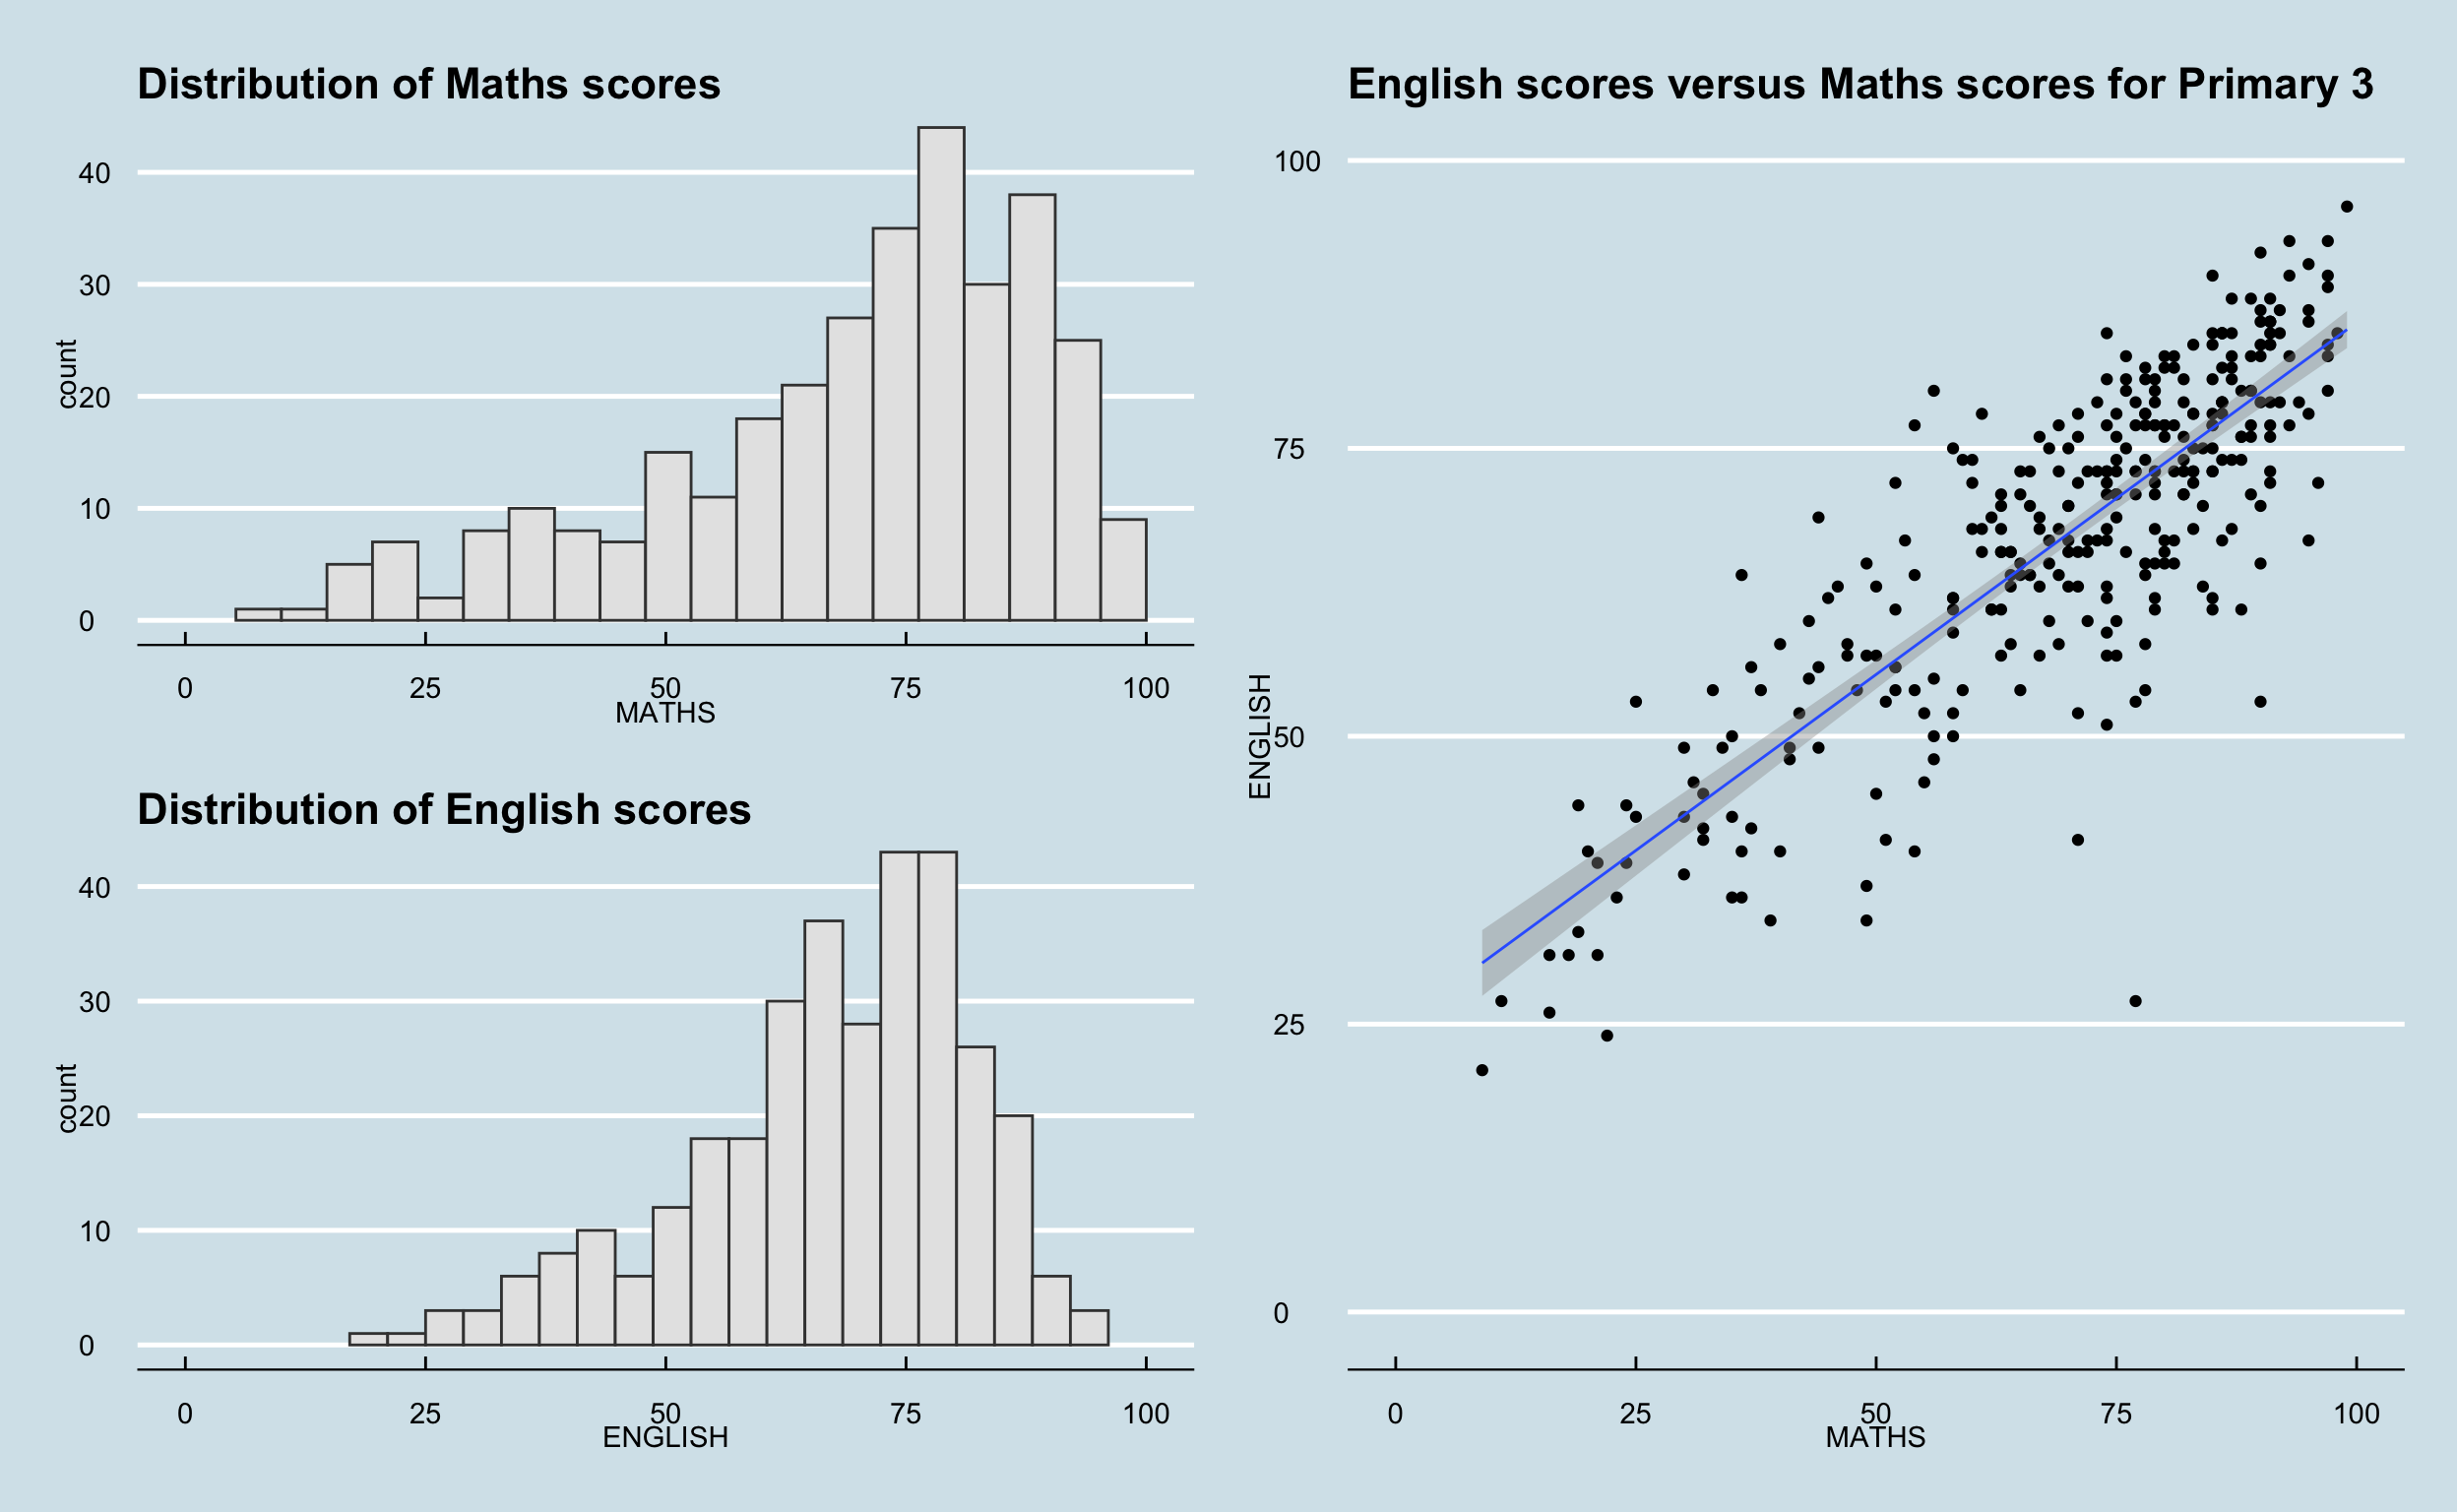 Distribution of Maths scores
40
30
20
10
0
count
0 25 50 75 100
MATHS
Distribution of English scores
40
30
20
10
0
count
0 25 50 75 100
ENGLISH
English scores versus Maths scores for Primary 3
100
75
50
25
0
ENGLISH
0 25 50 75 100
MATHS